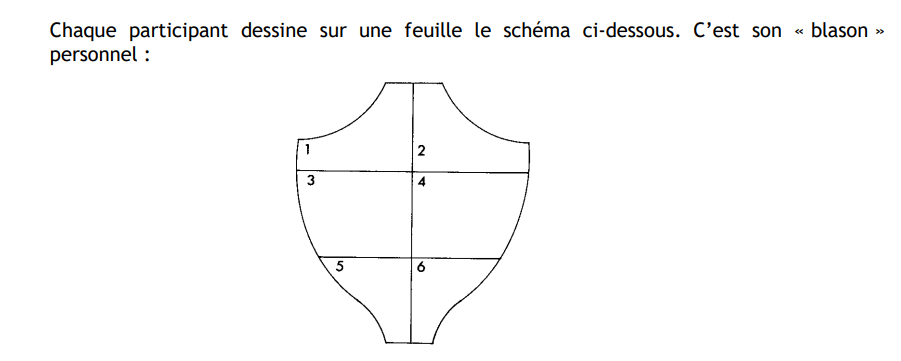 Chaque participant dessine sur une feuille le schéma ci-dessous. C’est son « blason »
personnel :
1 2
3 4
5 6